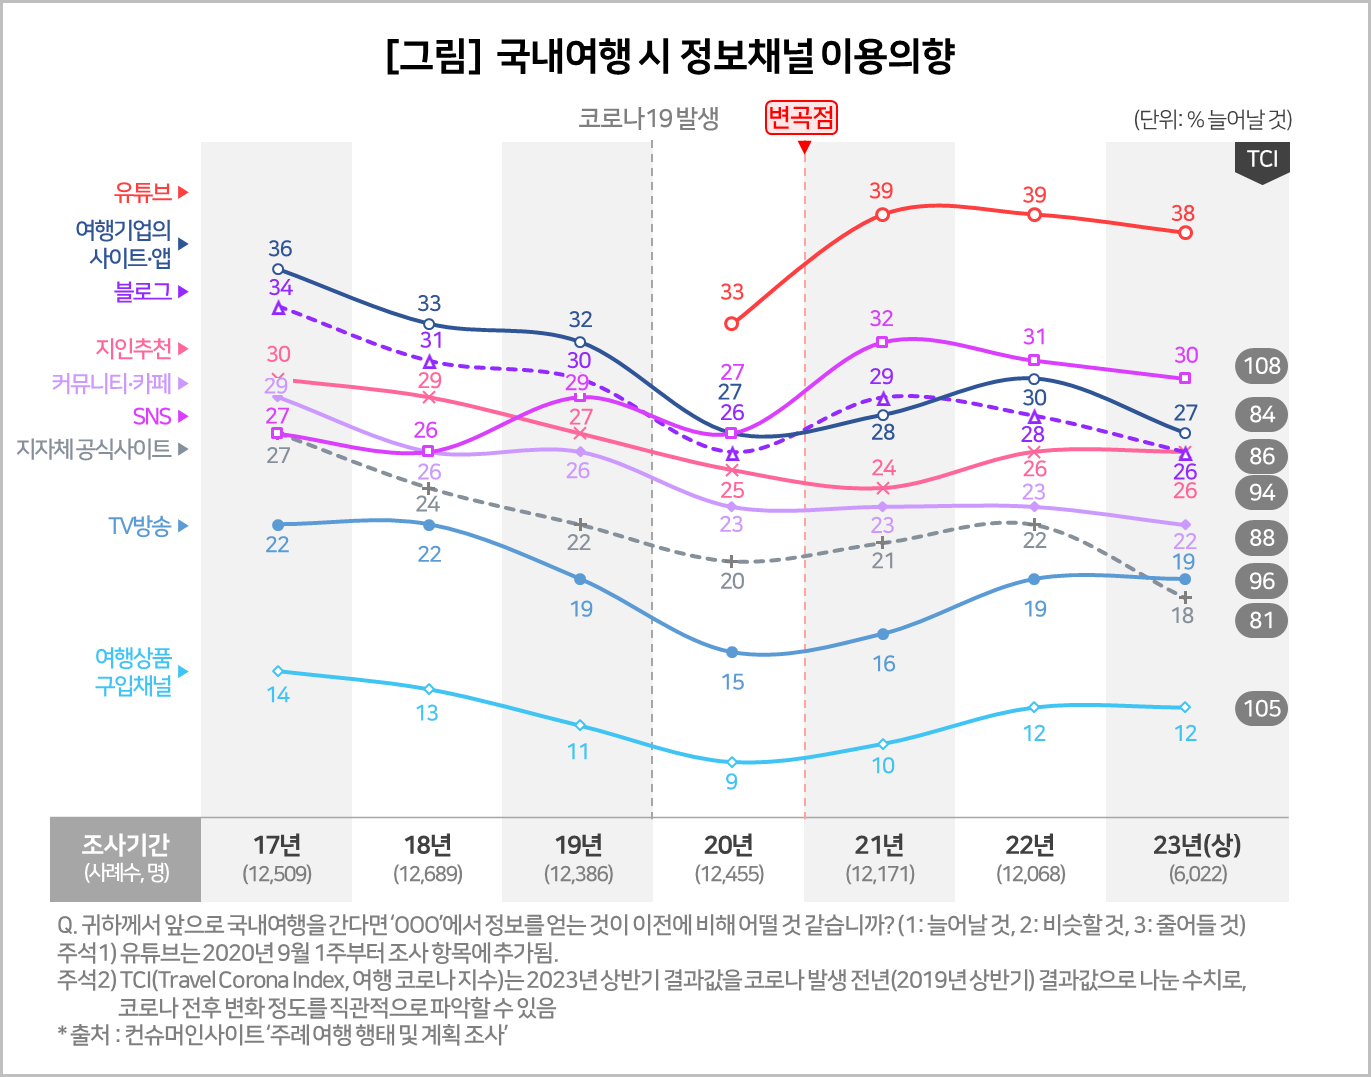 [그림] 국내여행 시 정보채널 이용의향
코로나19 발생
변곡점
(단위: % 늘어날 것)
TCI
유튜브
39
39
38
33
여행기업의
사이트·앱
36
33
32
27
28
30
27
블로그
34
31
30
26
29
28
26
지인추천
30
29
27
25
24
26
26
커뮤니티·카페
29
26
26
23
23
23
22
SNS
27
26
29
27
32
31
30
지자체 공식사이트
27
24
22
20
21
22
18
TV방송
22
22
19
15
16
19
19
여행상품
구입채널
14
13
11
9
10
12
12
108
84
86
94
88
96
81
105
조사기간
(사례수, 명)
17년
(12,509)
18년
(12,689)
19년
(12,386)
20년
(12,455)
21년
(12,171)
22년
(12,068)
23년(상)
(6,022)
Q. 귀하께서 앞으로 국내여행을 간다면 ‘OOO’에서 정보를 얻는 것이 이전에 비해 어떨 것 같습니까? (1 : 늘어날 것, 2 : 비슷할 것, 3 : 줄어들 것)
주석1) 유튜브는 2020년 9월 1주부터 조사 항목에 추가됨.
주석2) TCI(Travel Corona Index, 여행 코로나 지수)는 2023년 상반기 결과값을 코로나 발생 전년(2019년 상반기) 결과값으로 나눈 수치로,
코로나 전후 변화 정도를 직관적으로 파악할 수 있음
* 출처 : 컨슈머인사이트 ‘주례 여행 행태 및 계획 조사’